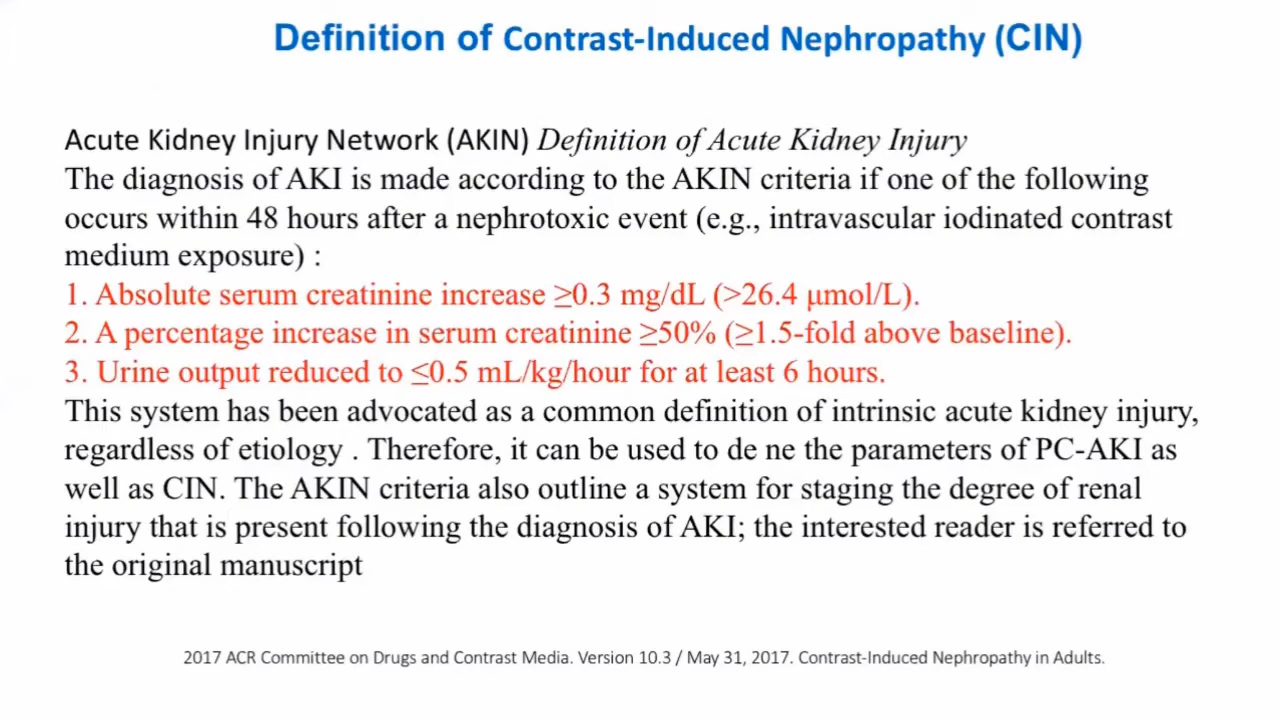 Definition of Contrast-Induced Nephropathy (CIN)
Acute Kidney Injury Network (AKIN) Definition of Acute Kidney Injury
The diagnosis of AKI is made according to the AKIN criteria if one of the following
occurs within 48 hours after a nephrotoxic event (e.g., intravascular iodinated contrast
medium exposure) :
1. Absolute serum creatinine increase ≥0.3 mg/dL (>26.4 μmol/L).
2. A percentage increase in serum creatinine ≥50% (≥1.5-fold above baseline).
3. Urine output reduced to ≤0.5 mL/kg/hour for at least 6 hours.
This system has been advocated as a common definition of intrinsic acute kidney injury,
regardless of etiology . Therefore, it can be used to de ne the parameters of PC-AKI as
well as CIN. The AKIN criteria also outline a system for staging the degree of renal
injury that is present following the diagnosis of AKI; the interested reader is referred to
the original manuscript
2017 ACR Committee on Drugs and Contrast Media. Version 10.3 / May 31, 2017. Contrast-Induced Nephropathy in Adults.